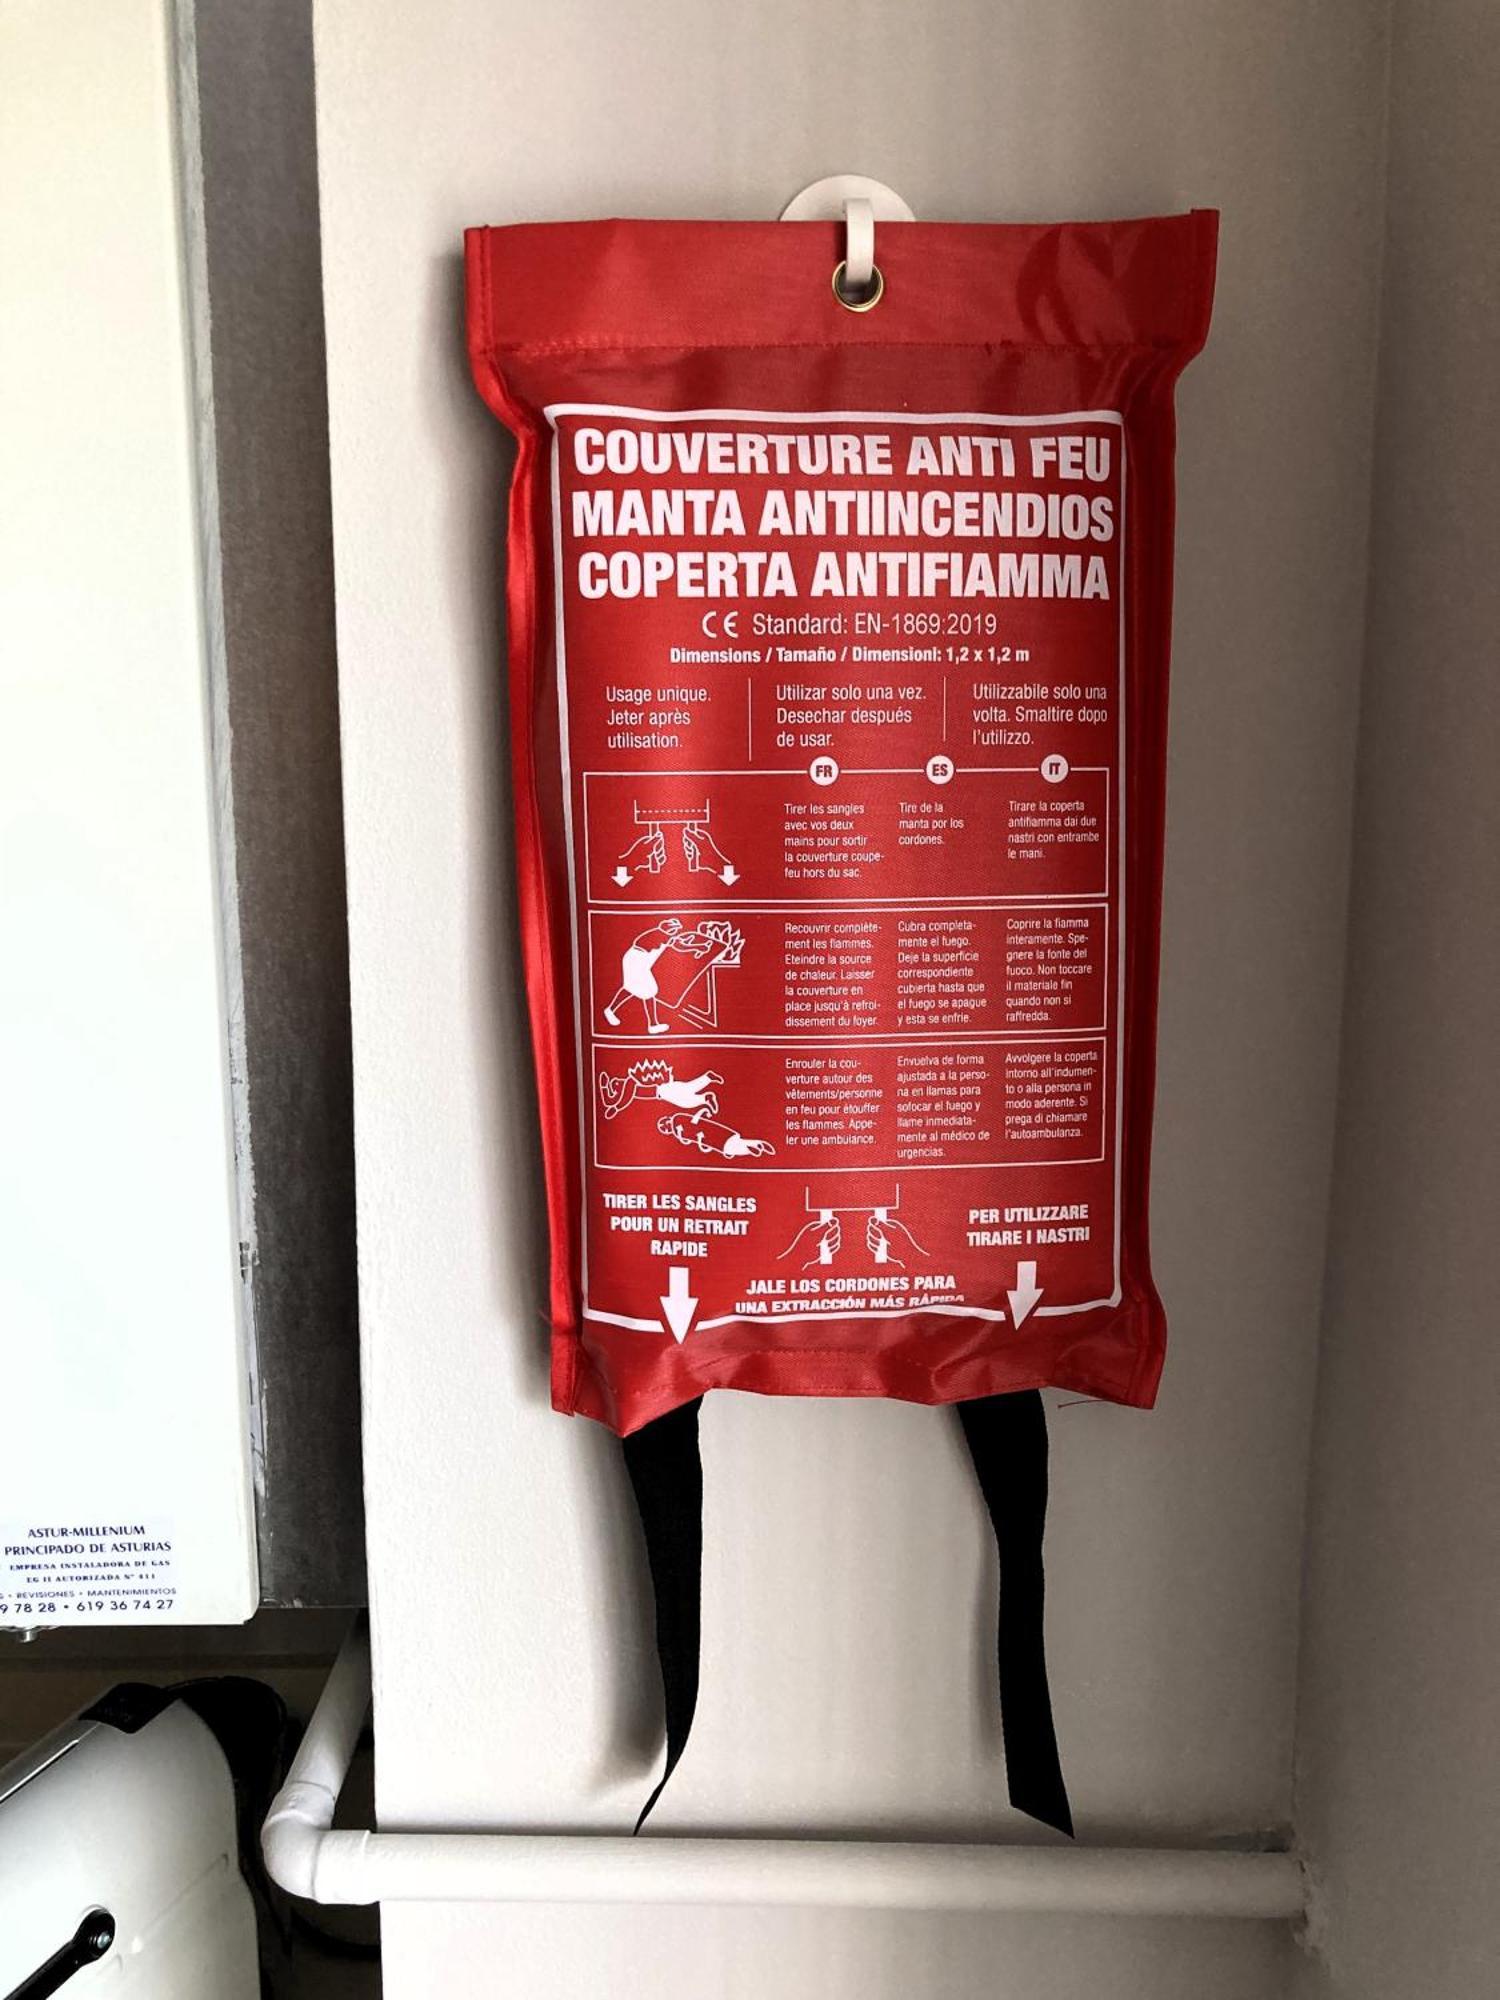 COUVERTURE ANTI FEU
MANTA ANTIINCENDIOS
COPERTA ANTIFIAMMA
CE Standard: EN-1869:2019
Dimensions / Tamaño / Dimensioni: 1,2 x 1,2 m
Usage unique.
Jeter après
utilisation.
Utilizar solo una vez.
Desechar después
de usar.
Utilizzabile solo una
volta. Smaltire dopo
l'utilizzo.
FR
ES
IT
Tirer les sangles
avec vos deux
mains pour sortir
la couverture coupe-
feu hors du sac.
Tire de la
manta por los
cordones.
Tirare la coperta
antifiamma dai due
nastri con entrambe
le mani.
Recouvrir complète-
ment les flammes.
Eteindre la source
de chaleur. Laisser
la couverture en
place jusqu'à refroi-
dissement du foyer.
Cubra completa-
mente el fuego.
Deje la superficie
correspondiente
cubierta hasta que
el fuego se apague
y esta se enfrie.
Coprire la fiamma
interamente. Spe-
gnere la fonte del
fuoco. Non toccare
il materiale fin
quando non si
raffredda.
Enrouler la cou-
verture autour des
vêtements/personne
en feu pour étouffer
les flammes. Appe-
ler une ambulance.
Envuelva de forma
ajustada a la perso-
na en llamas para
sofocar el fuego y
llame inmediata-
mente al médico de
urgencias.
Avvolgere la coperta
intorno all'indumen-
to o alla persona in
modo aderente. Si
prega di chiamare
l'autoambulanza.
TIRER LES SANGLES
POUR UN RETRAIT
RAPIDE
JALE LOS CORDONES PARA
UNA EXTRACCIÓN MÁS RÁPIDA
PER UTILIZZARE
TIRARE I NASTRI
ASTUR-MILLENIUM
PRINCIPADO DE ASTURIAS
EMPRESA INSTALADORA DE GAS
EG II AUTORIZADA Nº 411
S • REVISIONES • MANTENIMIENTOS
9 78 28 • 619 36 74 27